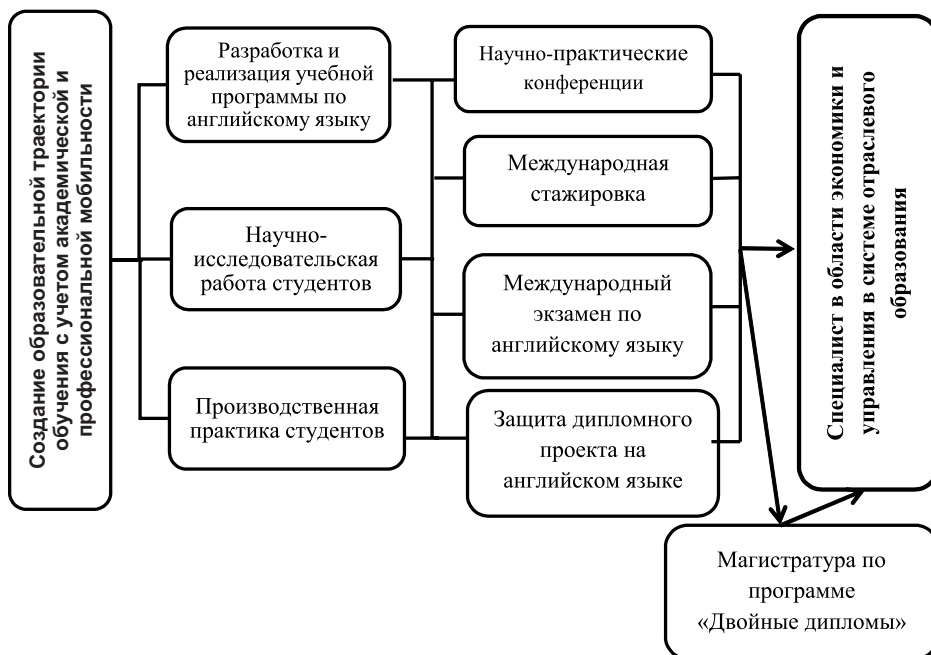 Создание образовательной траектории
обучения с учетом академической и
профессиональной мобильности
Разработка и
реализация учебной
программы по
английскому языку
Научно-
исследовательская
работа студентов
Производственная
практика студентов
Научно-практические
конференции
Международная
стажировка
Международный
экзамен по
английскому языку
Защита дипломного
проекта на
английском языке
Специалист в области экономики и
управления в системе отраслевого
образования
Магистратура по
программе
«Двойные дипломы»